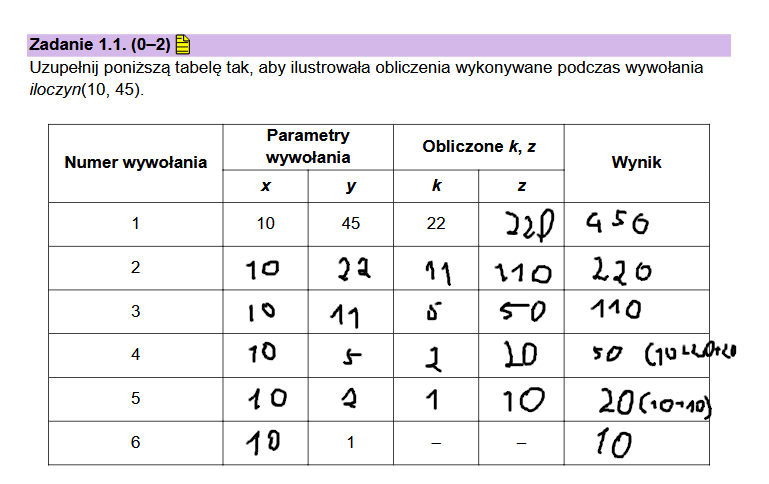 Zadanie 1.1. (0–2)
Uzupełnij poniższą tabelę tak, aby ilustrowała obliczenia wykonywane podczas wywołania
iloczyn(10, 45).
Numer wywołania Parametry wywołania Obliczone k, z Wynik
x y k z
1 10 45 22 220 450
2 10 22 11 110 220
3 10 11 5 50 110
4 10 5 2 20 50 (10+20+20
5 10 2 1 10 20(10+10)
6 10 1 – – 10